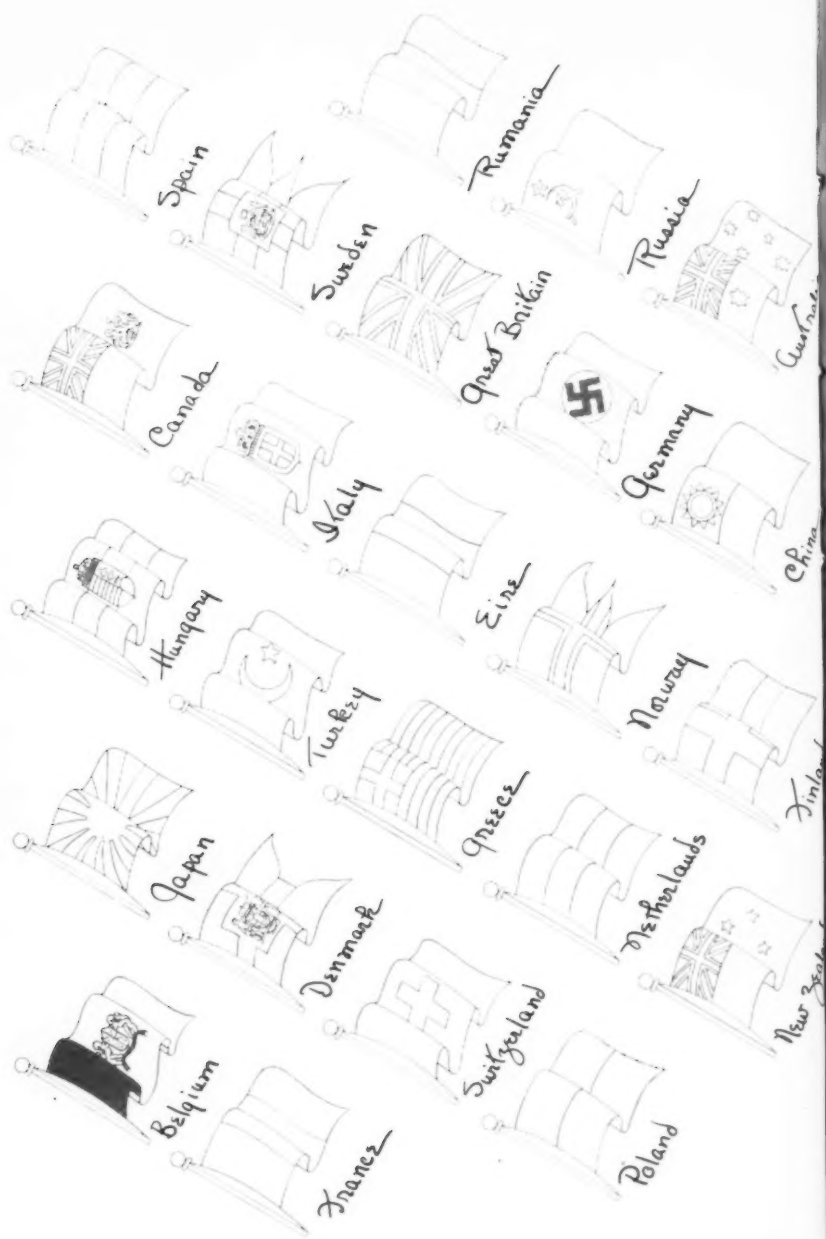 Spain
Rumania
Sweden
Russia
Great Britain
Australia
Canada
Germany
Italy
China
Eire
Hungary
Norway
Turkey
Finland
Greece
Japan
Netherlands
Denmark
New Zealand
Switzerland
Belgium
Poland
France